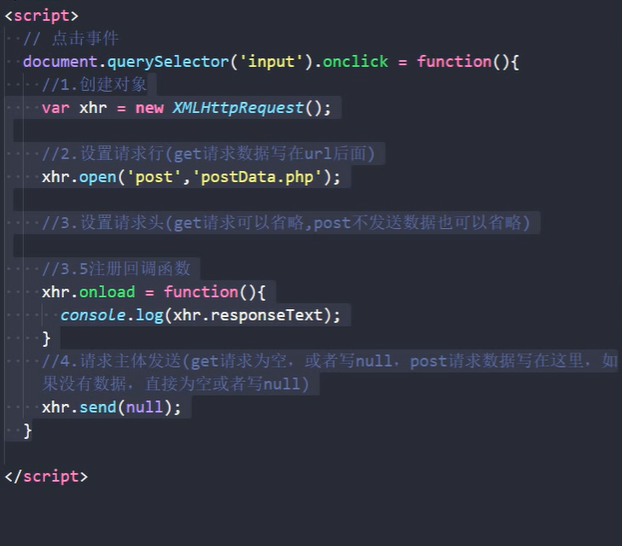 <script>
// 点击事件
document.querySelector('input').onclick = function(){
//1.创建对象
var xhr = new XMLHttpRequest();
//2.设置请求行(get请求数据写在url后面)
xhr.open('post','postData.php');
//3.设置请求头(get请求可以省略,post不发送数据也可以省略)
//3.5注册回调函数
xhr.onload = function(){
console.log(xhr.responseText);
}
//4.请求主体发送(get请求为空，或者写null，post请求数据写在这里，如
果没有数据，直接为空或者写null)
xhr.send(null);
}
</script>